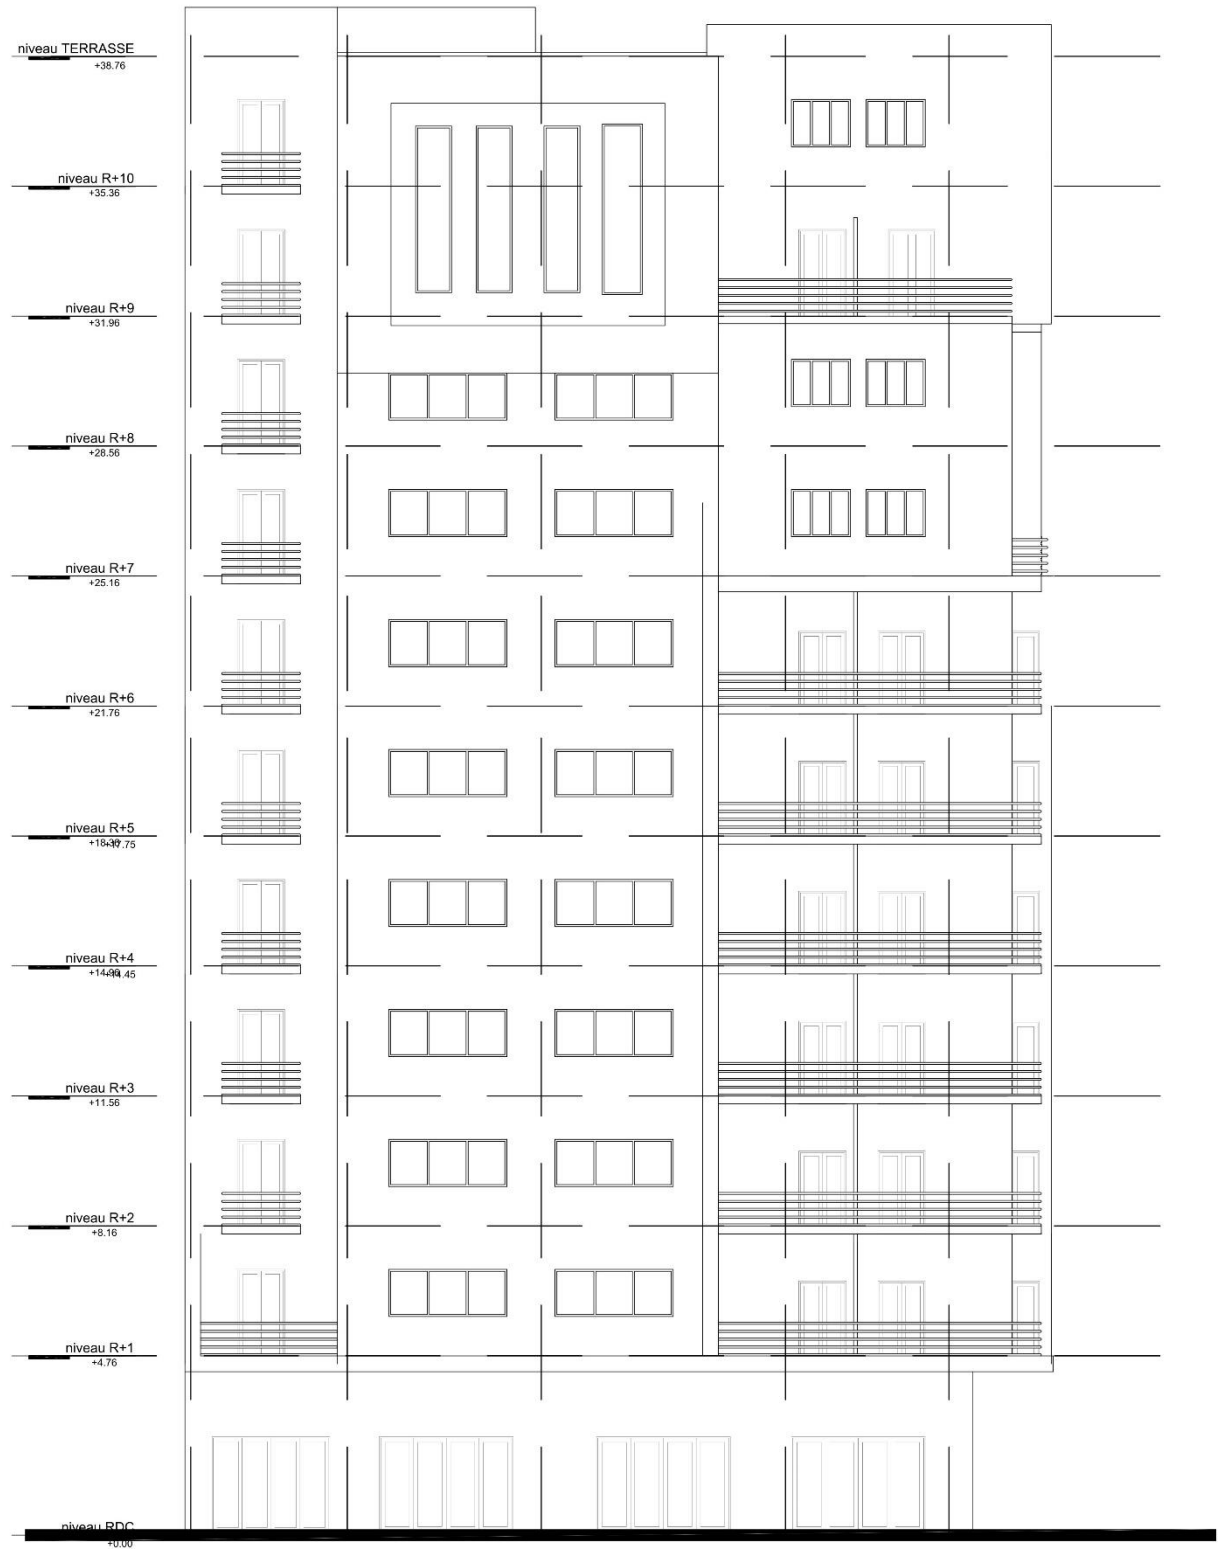 niveau TERRASSE
+38.76
niveau R+10
+35.36
niveau R+9
+31.96
niveau R+8
+28.56
niveau R+7
+25.16
niveau R+6
+21.76
niveau R+5
+17.75
niveau R+4
niveau R+3
+11.56
niveau R+2
+8.16
niveau R+1
+4.76
niveau RDC
+0.00